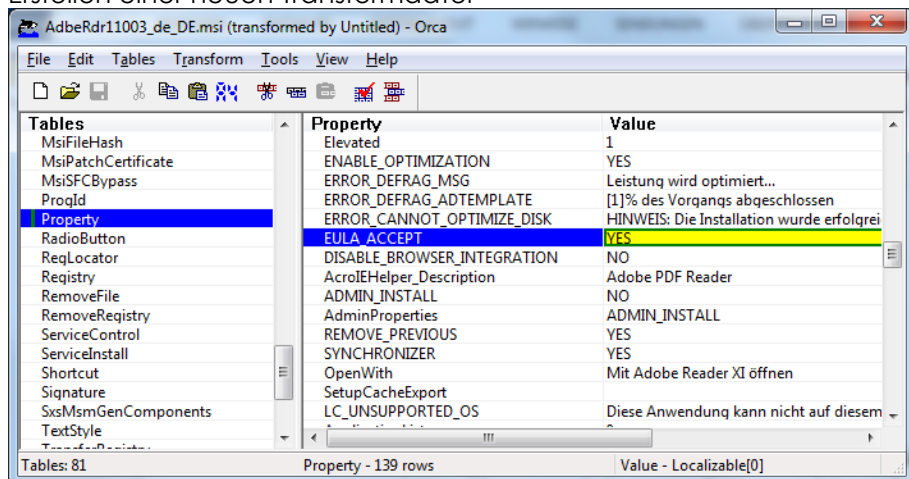 Erstellen einer neuen Transformdatei
AdbeRdr11003_de_DE.msi (transformed by Untitled) - Orca
File Edit Tables Transform Tools View Help
Tables
MsiFileHash
MsiPatchCertificate
MsiSFCBypass
ProgId
Property
RadioButton
RegLocator
Registry
RemoveFile
RemoveRegistry
ServiceControl
ServiceInstall
Shortcut
Signature
SxsMsmGenComponents
TextStyle
Property Value
Elevated 1
ENABLE_OPTIMIZATION YES
ERROR_DEFRAG_MSG Leistung wird optimiert...
ERROR_DEFRAG_ADTEMPLATE [1]% des Vorgangs abgeschlossen
ERROR_CANNOT_OPTIMIZE_DISK HINWEIS: Die Installation wurde erfolgrei
EULA_ACCEPT YES
DISABLE_BROWSER_INTEGRATION NO
AcroIEHelper_Description Adobe PDF Reader
ADMIN_INSTALL NO
AdminProperties ADMIN_INSTALL
REMOVE_PREVIOUS YES
SYNCHRONIZER YES
OpenWith Mit Adobe Reader XI öffnen
SetupCacheExport
LC_UNSUPPORTED_OS Diese Anwendung kann nicht auf diesem
Tables: 81 Property - 139 rows Value - Localizable[0]